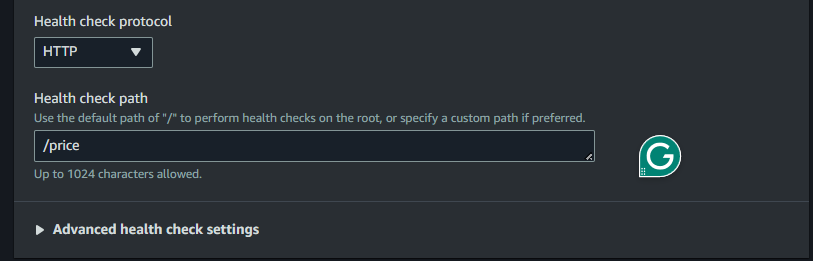 Health check protocol
HTTP
Health check path
Use the default path of "/" to perform health checks on the root, or specify a custom path if preferred.
/price
Up to 1024 characters allowed.
Advanced health check settings